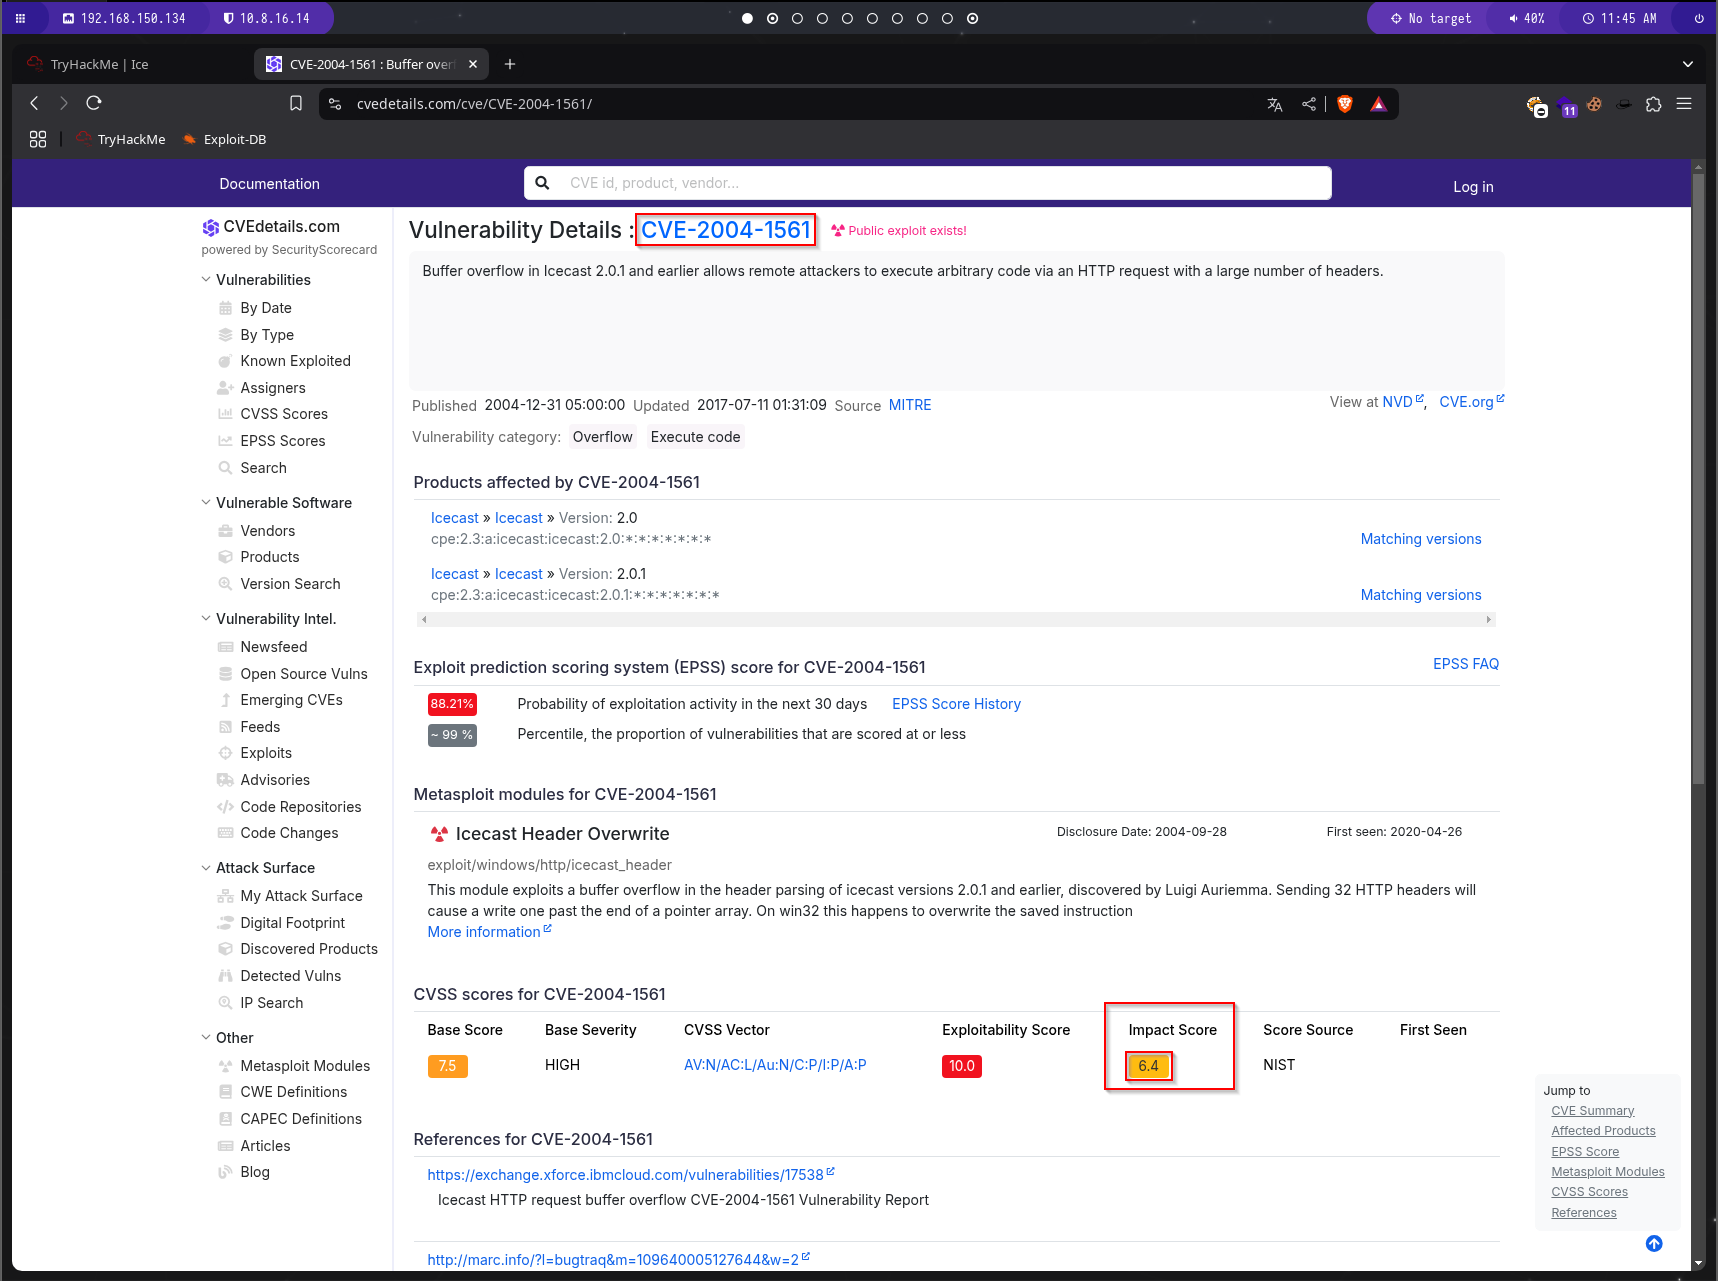 192.168.150.134
10.8.16.14
No target
40%
11:45 AM
TryHackMe | Ice
CVE-2004-1561 : Buffer over
cvedetails.com/cve/CVE-2004-1561/
11
TryHackMe
Exploit-DB
Documentation
CVE id, product, vendor...
Log in
CVEdetails.com
powered by SecurityScorecard
Vulnerabilities
By Date
By Type
Known Exploited
Assigners
CVSS Scores
EPSS Scores
Search
Vulnerable Software
Vendors
Products
Version Search
Vulnerability Intel.
Newsfeed
Open Source Vulns
Emerging CVEs
Feeds
Exploits
Advisories
Code Repositories
Code Changes
Attack Surface
My Attack Surface
Digital Footprint
Discovered Products
Detected Vulns
IP Search
Other
Metasploit Modules
CWE Definitions
CAPEC Definitions
Articles
Blog
Vulnerability Details : CVE-2004-1561
Public exploit exists!
Buffer overflow in Icecast 2.0.1 and earlier allows remote attackers to execute arbitrary code via an HTTP request with a large number of headers.
Published 2004-12-31 05:00:00 Updated 2017-07-11 01:31:09 Source MITRE
View at NVD, CVE.org
Vulnerability category: Overflow Execute code
Products affected by CVE-2004-1561
Icecast » Icecast » Version: 2.0
cpe:2.3:a:icecast:icecast:2.0:*:*:*:*:*:*:*
Matching versions
Icecast » Icecast » Version: 2.0.1
cpe:2.3:a:icecast:icecast:2.0.1:*:*:*:*:*:*:*
Matching versions
Exploit prediction scoring system (EPSS) score for CVE-2004-1561
EPSS FAQ
88.21% Probability of exploitation activity in the next 30 days EPSS Score History
~ 99 % Percentile, the proportion of vulnerabilities that are scored at or less
Metasploit modules for CVE-2004-1561
Icecast Header Overwrite
Disclosure Date: 2004-09-28
First seen: 2020-04-26
exploit/windows/http/icecast_header
This module exploits a buffer overflow in the header parsing of icecast versions 2.0.1 and earlier, discovered by Luigi Auriemma. Sending 32 HTTP headers will
cause a write one past the end of a pointer array. On win32 this happens to overwrite the saved instruction
More information
CVSS scores for CVE-2004-1561
Base Score Base Severity CVSS Vector Exploitability Score Impact Score Score Source First Seen
7.5 HIGH AV:N/AC:L/Au:N/C:P/I:P/A:P 10.0 6.4 NIST
References for CVE-2004-1561
https://exchange.xforce.ibmcloud.com/vulnerabilities/17538
Icecast HTTP request buffer overflow CVE-2004-1561 Vulnerability Report
http://marc.info/?l=bugtraq&m=109640005127644&w=2
Jump to
CVE Summary
Affected Products
EPSS Score
Metasploit Modules
CVSS Scores
References